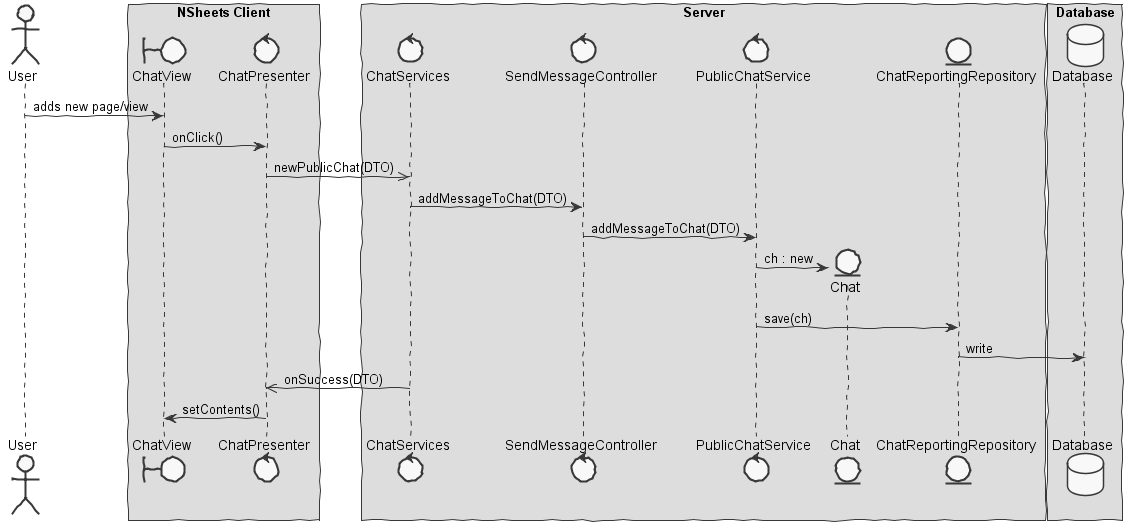 NSheets Client
Server
Database
User
ChatView
ChatPresenter
ChatServices
SendMessageController
PublicChatService
ChatReportingRepository
Database
adds new page/view
onClick()
newPublicChat(DTO)
addMessageToChat(DTO)
addMessageToChat(DTO)
ch : new
Chat
save(ch)
write
onSuccess(DTO)
setContents()
User
ChatView
ChatPresenter
ChatServices
SendMessageController
PublicChatService
Chat
ChatReportingRepository
Database